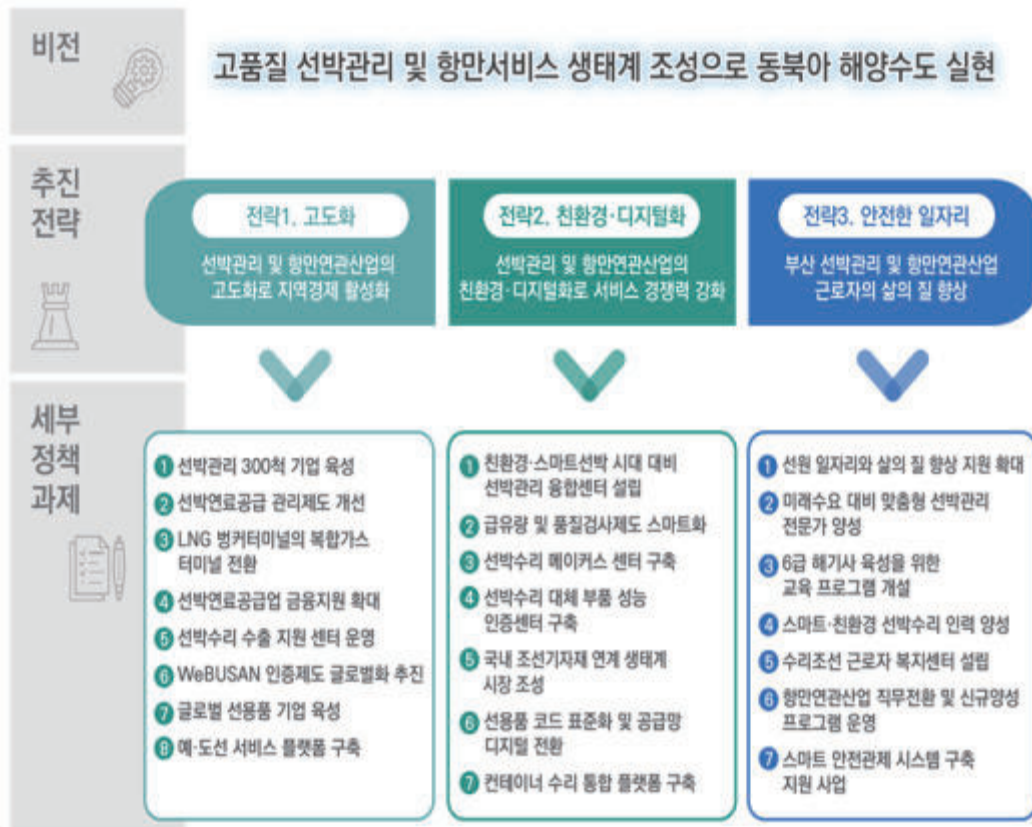 비전
고품질 선박관리 및 항만서비스 생태계 조성으로 동북아 해양수도 실현
추진
전략
전략1. 고도화
선박관리 및 항만연관산업의
고도화로 지역경제 활성화
전략2. 친환경·디지털화
선박관리 및 항만연관산업의
친환경·디지털화로 서비스 경쟁력 강화
전략3. 안전한 일자리
부산 선박관리 및 항만연관산업
근로자의 삶의 질 향상
세부
정책
과제
1 선박관리 300척 기업 육성
2 선박연료공급 관리제도 개선
3 LNG 벙커터미널의 복합가스
터미널 전환
4 선박연료공급업 금융지원 확대
5 선박수리 수출 지원 센터 운영
6 WeBUSAN 인증제도 글로벌화 추진
7 글로벌 선용품 기업 육성
8 예·도선 서비스 플랫폼 구축
1 친환경·스마트선박 시대 대비
선박관리 융합센터 설립
2 급유량 및 품질검사제도 스마트화
3 선박수리 메이커스 센터 구축
4 선박수리 대체 부품 성능
인증센터 구축
5 국내 조선기자재 연계 생태계
시장 조성
6 선용품 코드 표준화 및 공급망
디지털 전환
7 컨테이너 수리 통합 플랫폼 구축
1 선원 일자리와 삶의 질 향상 지원 확대
2 미래수요 대비 맞춤형 선박관리
전문가 양성
3 6급 해기사 육성을 위한
교육 프로그램 개설
4 스마트·친환경 선박수리 인력 양성
5 수리조선 근로자 복지센터 설립
6 항만연관산업 직무전환 및 신규양성
프로그램 운영
7 스마트 안전관제 시스템 구축
지원 사업